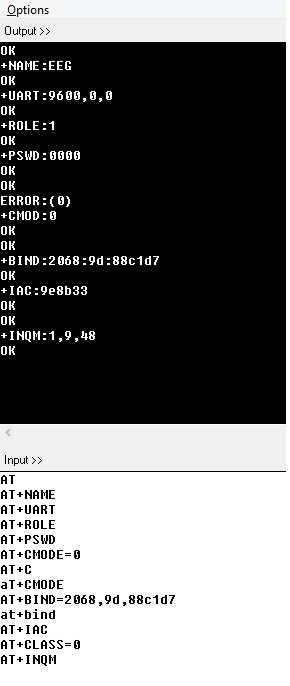 Options
Output >>
OK
+NAME:EEG
OK
+UART:9600,0,0
OK
+ROLE:1
OK
+PSWD:0000
OK
OK
ERROR:(0)
+CMOD:0
OK
OK
+BIND:2068:9d:88c1d7
OK
+IAC:9e8b33
OK
OK
+INQM:1,9,48
OK
<
Input >>
AT
AT+NAME
AT+UART
AT+ROLE
AT+PSWD
AT+CMODE=0
AT+C
aT+CMODE
AT+BIND=2068,9d,88c1d7
at+bind
AT+IAC
AT+CLASS=0
AT+INQM